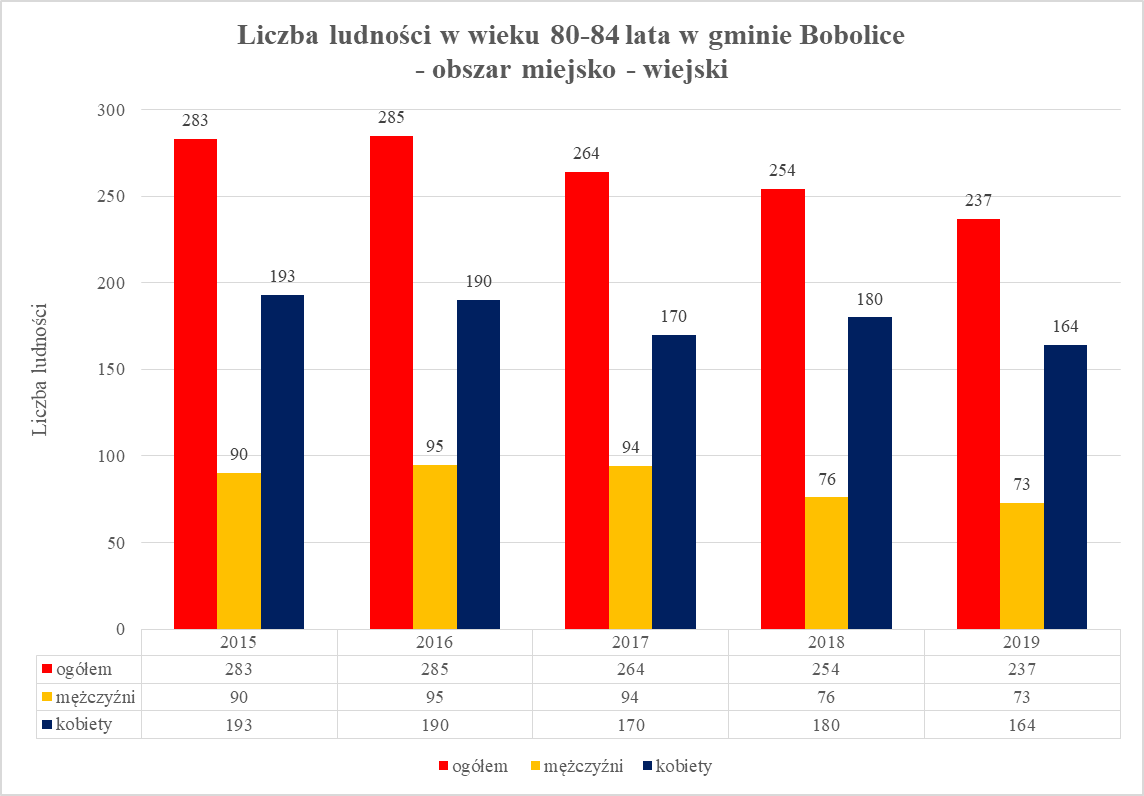 Liczba ludności w wieku 80-84 lata w gminie Bobolice
- obszar miejsko - wiejski
Liczba ludności
300
250
200
150
100
50
0
283
90
193
285
95
190
264
94
170
254
76
180
237
73
164
2015 2016 2017 2018 2019
ogółem 283 285 264 254 237
mężczyźni 90 95 94 76 73
kobiety 193 190 170 180 164
ogółem mężczyźni kobiety